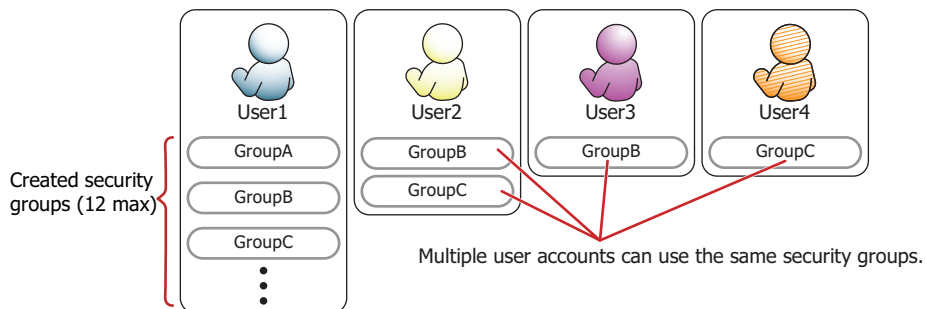 User1
User2
User3
User4
GroupA
GroupB
GroupB
GroupC
Created security
groups (12 max)
GroupB
GroupC
GroupC
Multiple user accounts can use the same security groups.